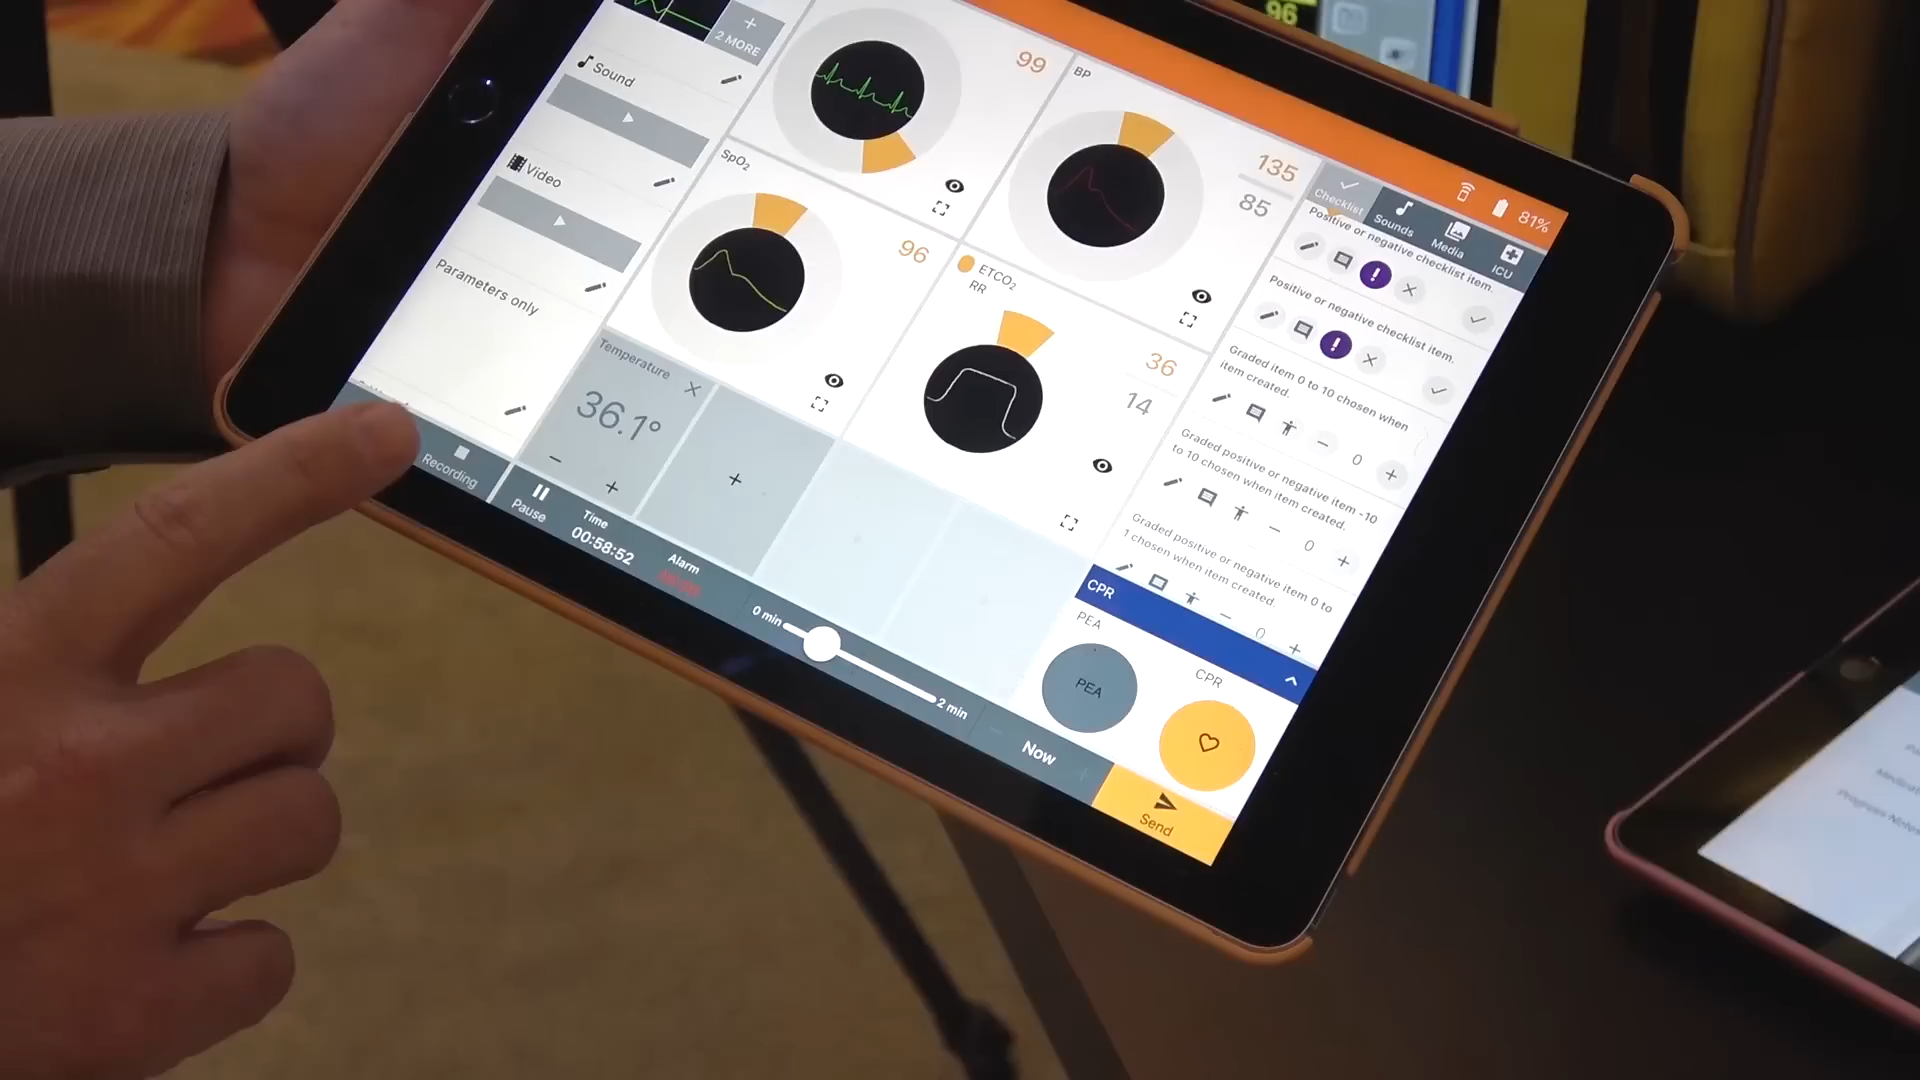 96
2 MORE
Sound
Video
Parameters only
Recording
99
SpO2
96
Temperature
36.1°
Pause
Time
00:58:52
Alarm
BP
135
85
ETCO2
RR
36
14
0 min
2 min
Now
Send
81%
Checklist
Sounds
Media
ICU
Positive or negative checklist item.
Positive or negative checklist item.
Graded item 0 to 10 chosen when
item created.
0
Graded positive or negative item -10
to 10 chosen when item created.
0
Graded positive or negative item 0 to
1 chosen when item created.
0
CPR
PEA
PEA
CPR
Progress Notes